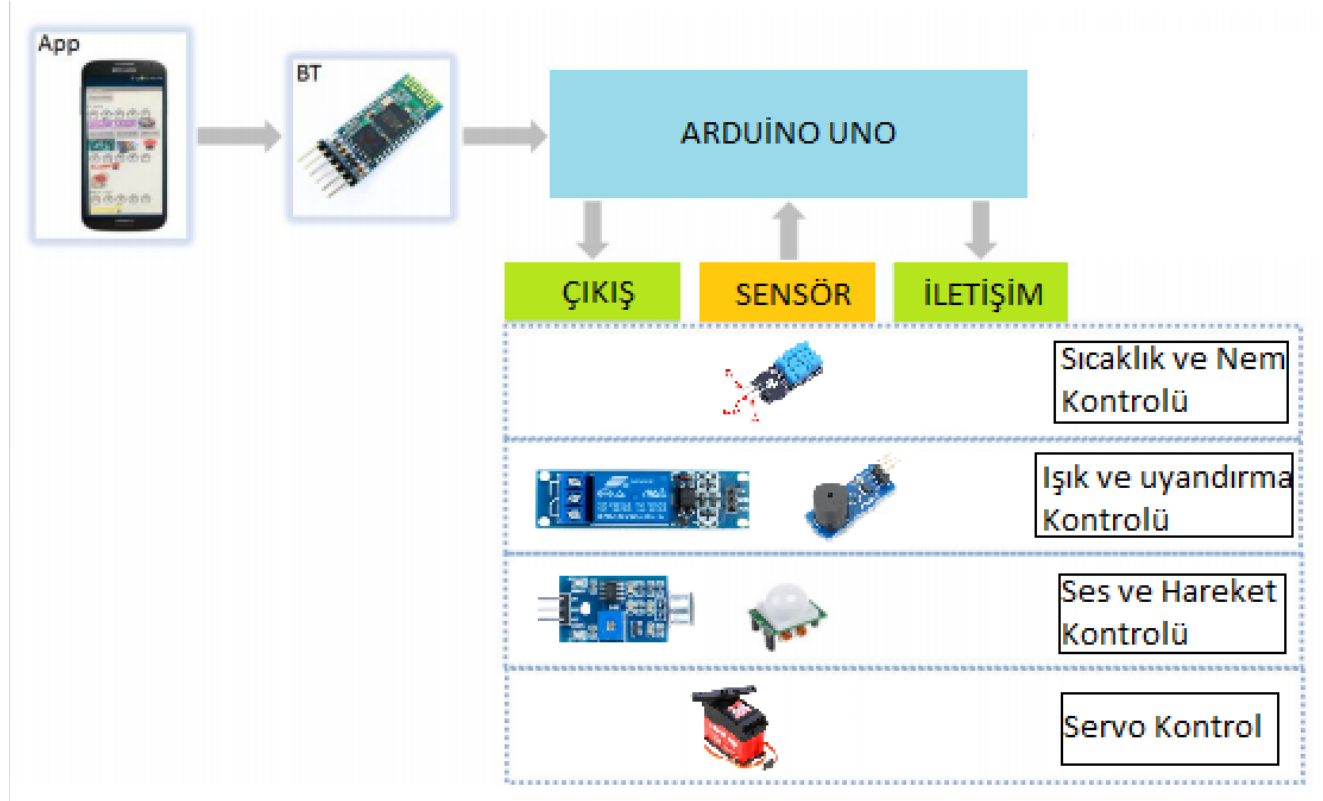 App
BT
ARDUİNO UNO
ÇIKIŞ
SENSÖR
İLETİŞİM
Sıcaklık ve Nem
Kontrolü
Işık ve uyandırma
Kontrolü
Ses ve Hareket
Kontrolü
Servo Kontrol